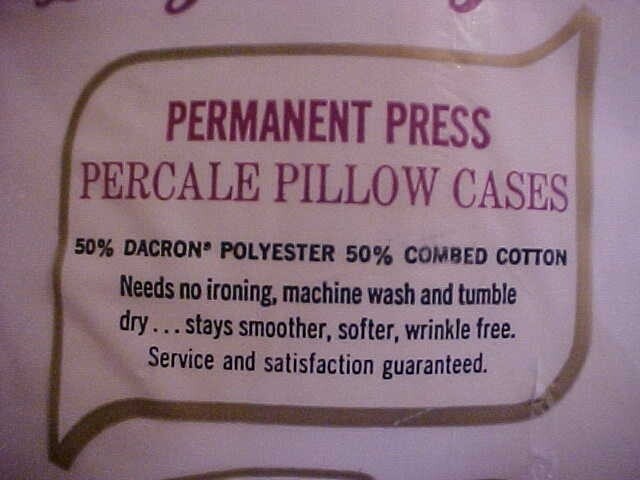 PERMANENT PRESS
PERCALE PILLOW CASES
50% DACRON® POLYESTER 50% COMBED COTTON
Needs no ironing, machine wash and tumble
dry... stays smoother, softer, wrinkle free.
Service and satisfaction guaranteed.